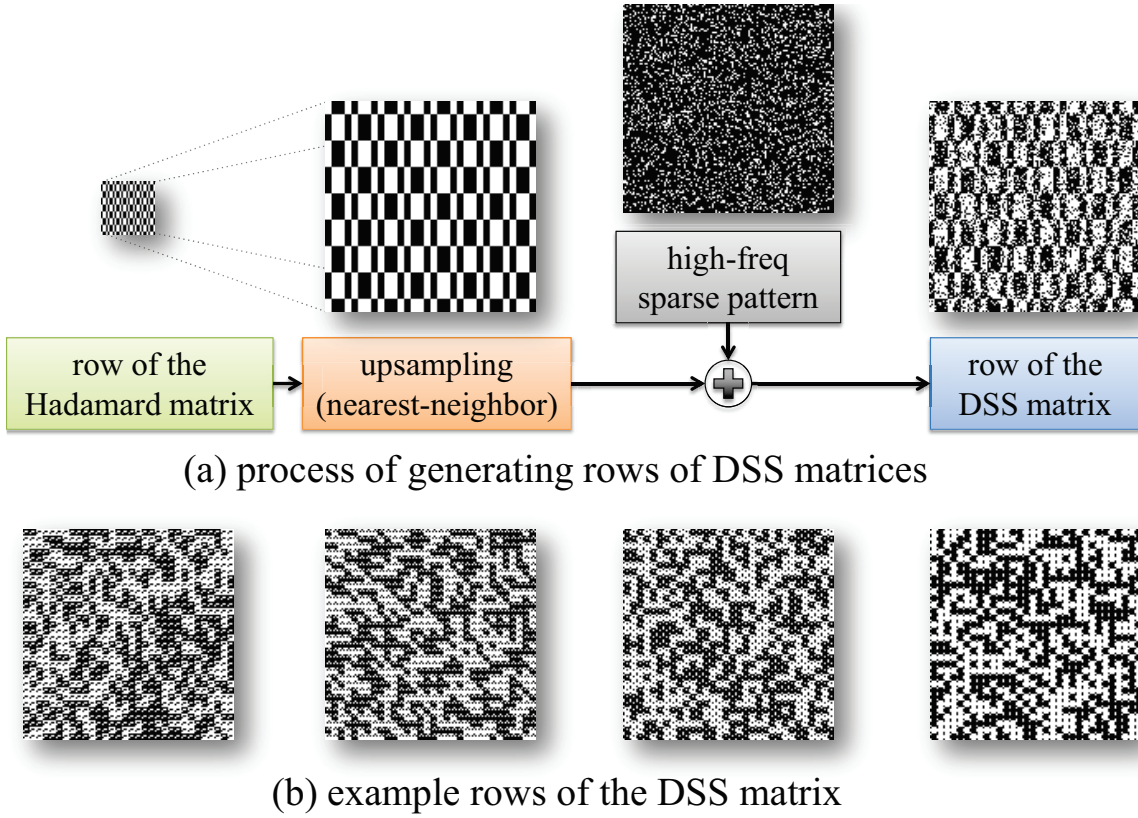 high-freq
sparse pattern
row of the
Hadamard matrix
upsampling
(nearest-neighbor)
row of the
DSS matrix
(a) process of generating rows of DSS matrices
(b) example rows of the DSS matrix